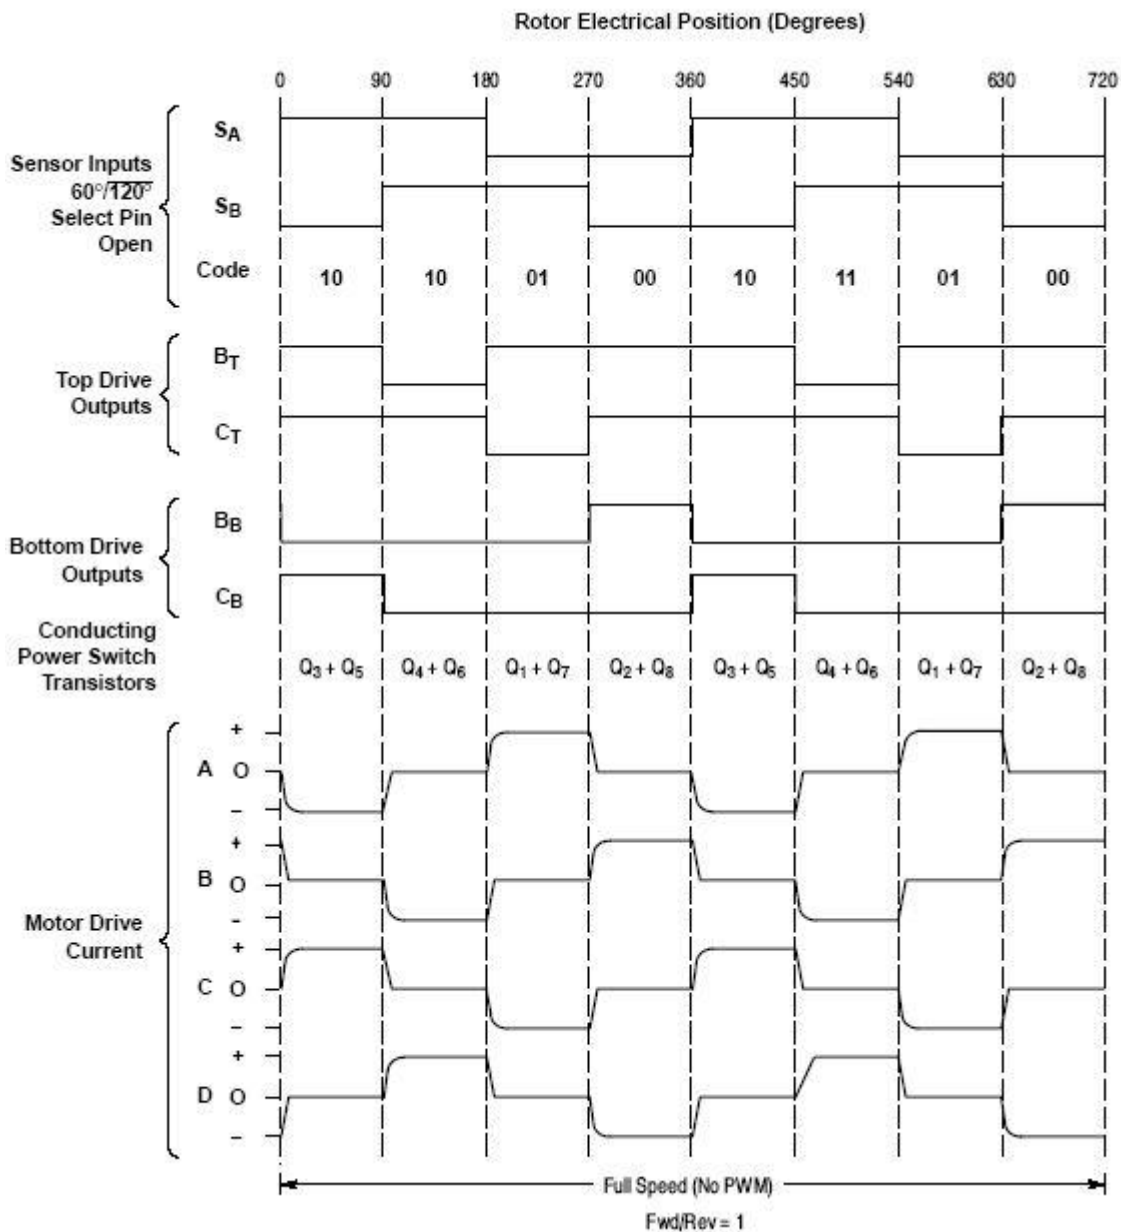 Rotor Electrical Position (Degrees)
0 90 180 270 360 450 540 630 720
Sensor Inputs
60°/120°
Select Pin
Open
SA
SB
Code 10 10 01 00 10 11 01 00
Top Drive
Outputs
BT
CT
Bottom Drive
Outputs
BB
CB
Conducting
Power Switch
Transistors
Q3 + Q5 Q4 + Q6 Q1 + Q7 Q2 + Q8 Q3 + Q5 Q4 + Q6 Q1 + Q7 Q2 + Q8
Motor Drive
Current
+
A O
–
+
B O
–
+
C O
–
+
D O
–
Full Speed (No PWM)
Fwd/Rev = 1